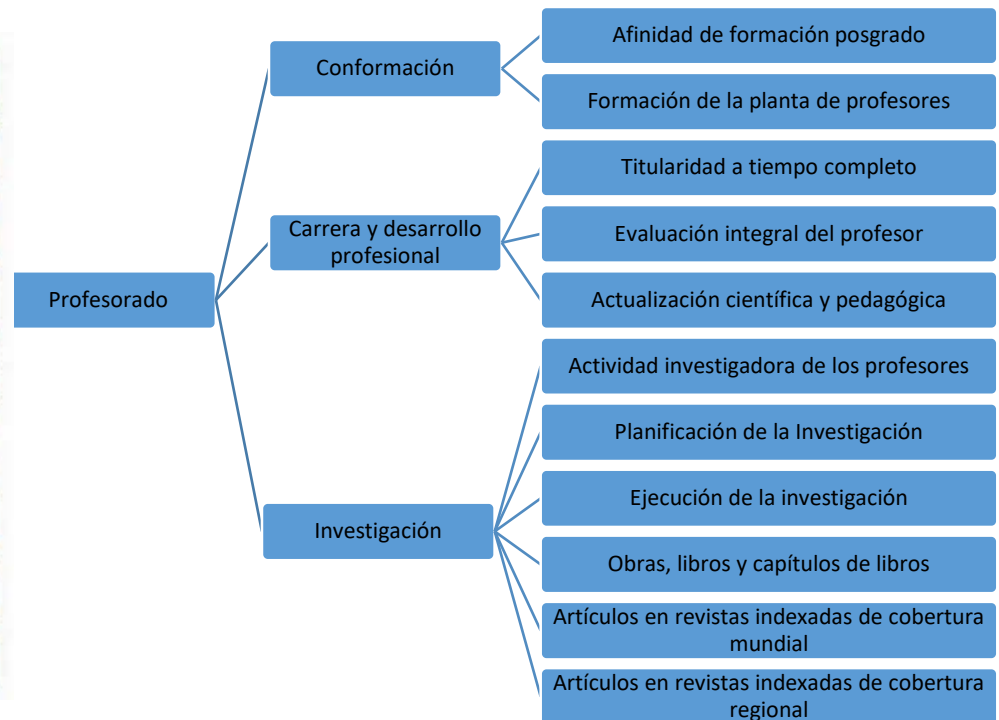 Profesorado
Conformación
Afinidad de formación posgrado
Formación de la planta de profesores
Carrera y desarrollo
profesional
Titularidad a tiempo completo
Evaluación integral del profesor
Actualización científica y pedagógica
Investigación
Actividad investigadora de los profesores
Planificación de la Investigación
Ejecución de la investigación
Obras, libros y capítulos de libros
Artículos en revistas indexadas de cobertura
mundial
Artículos en revistas indexadas de cobertura
regional